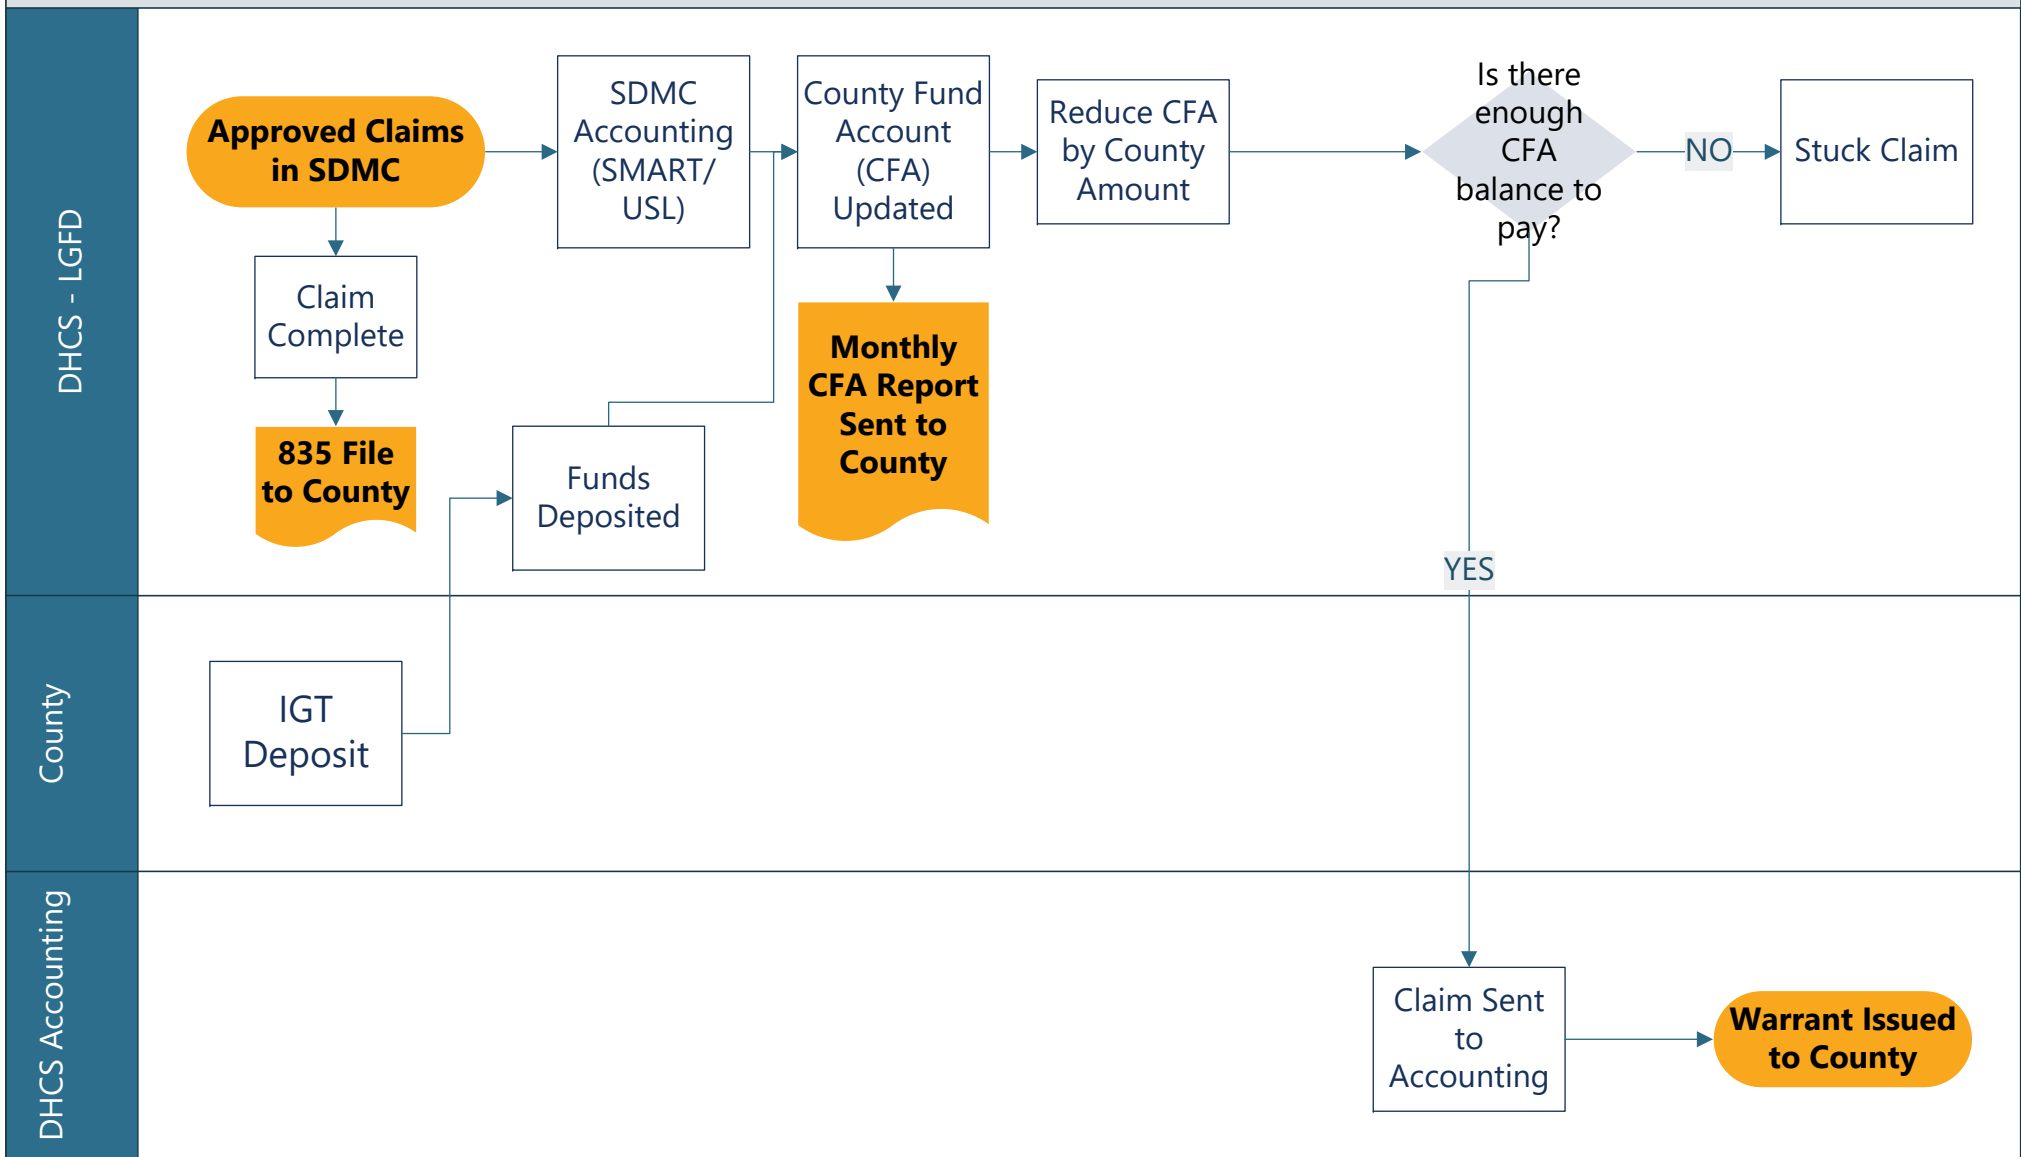 DHCS - LGFD
Approved Claims
in SDMC
SDMC
Accounting
(SMART/
USL)
County Fund
Account
(CFA)
Updated
Reduce CFA
by County
Amount
Is there
enough
CFA
balance to
pay?
NO
Stuck Claim
Claim
Complete
835 File
to County
Funds
Deposited
Monthly
CFA Report
Sent to
County
YES
County
IGT
Deposit
DHCS Accounting
Claim Sent
to
Accounting
Warrant Issued
to County